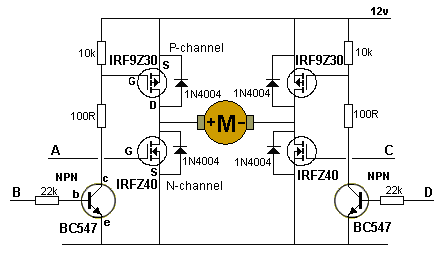 12v
P-channel
10k
IRF9Z30
S
IRF9Z30
10k
G
D
1N4004
1N4004
100R
+M-
100R
A
G
1N4004
1N4004
C
S
IRFZ40
N-channel
IRFZ40
B
22k
NPN
c
b
e
BC547
NPN
22k
D
BC547